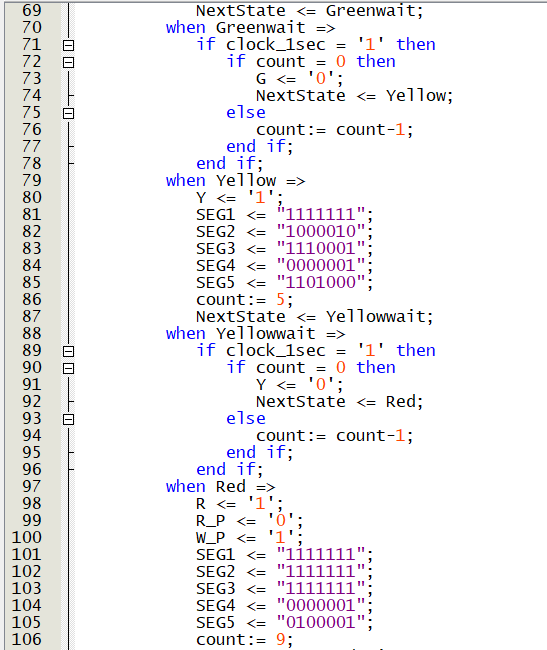 69 NextState <= Greenwait;
70 when Greenwait =>
71 if clock_1sec = '1' then
72 if count = 0 then
73 G <= '0';
74 NextState <= Yellow;
75 else
76 count:= count-1;
77 end if;
78 end if;
79 when Yellow =>
80 Y <= '1';
81 SEG1 <= "1111111";
82 SEG2 <= "1000010";
83 SEG3 <= "1110001";
84 SEG4 <= "0000001";
85 SEG5 <= "1101000";
86 count:= 5;
87 NextState <= Yellowwait;
88 when Yellowwait =>
89 if clock_1sec = '1' then
90 if count = 0 then
91 Y <= '0';
92 NextState <= Red;
93 else
94 count:= count-1;
95 end if;
96 end if;
97 when Red =>
98 R <= '1';
99 R_P <= '0';
100 W_P <= '1';
101 SEG1 <= "1111111";
102 SEG2 <= "1111111";
103 SEG3 <= "1111111";
104 SEG4 <= "0000001";
105 SEG5 <= "0100001";
106 count:= 9;